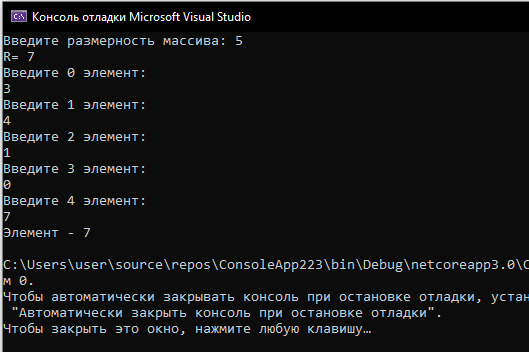 Консоль отладки Microsoft Visual Studio
Введите размерность массива: 5
R= 7
Введите 0 элемент:
3
Введите 1 элемент:
4
Введите 2 элемент:
1
Введите 3 элемент:
0
Введите 4 элемент:
7
Элемент - 7
C:\Users\user\source\repos\ConsoleApp223\bin\Debug\netcoreapp3.0\C
м 0.
Чтобы автоматически закрывать консоль при остановке отладки, устан
"Автоматически закрыть консоль при остановке отладки".
Чтобы закрыть это окно, нажмите любую клавишу…